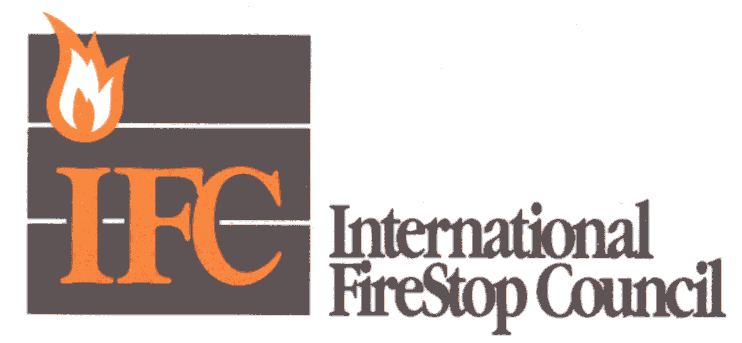 IFC
International
FireStop Council